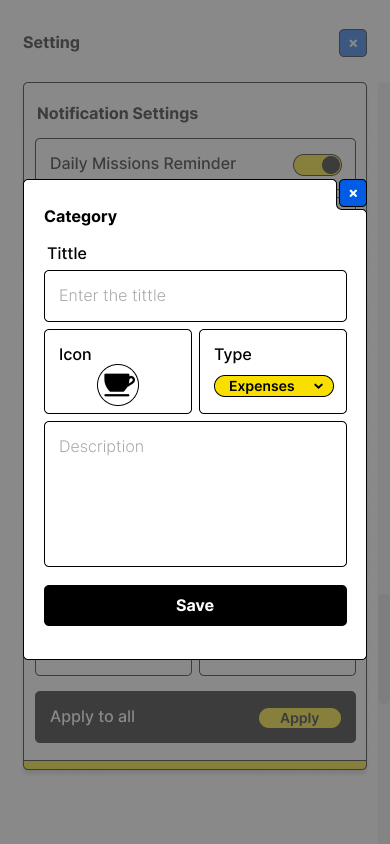 Setting
×
Notification Settings
Daily Missions Reminder
×
Category
Tittle
Enter the tittle
Icon
Type
Expenses
Description
Save
Apply to all
Apply